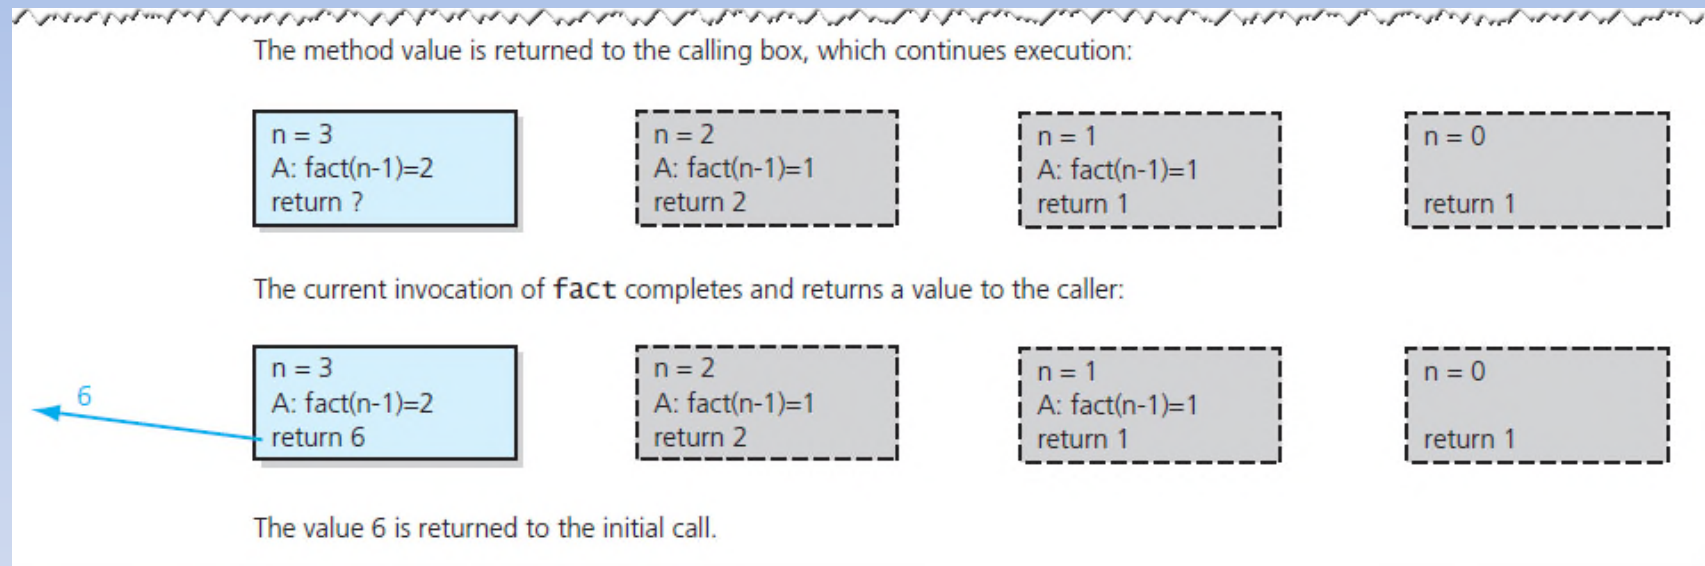 The method value is returned to the calling box, which continues execution:
n = 3
A: fact(n-1)=2
return ?
n = 2
A: fact(n-1)=1
return 2
n = 1
A: fact(n-1)=1
return 1
n = 0
return 1
The current invocation of fact completes and returns a value to the caller:
6
n = 3
A: fact(n-1)=2
return 6
n = 2
A: fact(n-1)=1
return 2
n = 1
A: fact(n-1)=1
return 1
n = 0
return 1
The value 6 is returned to the initial call.